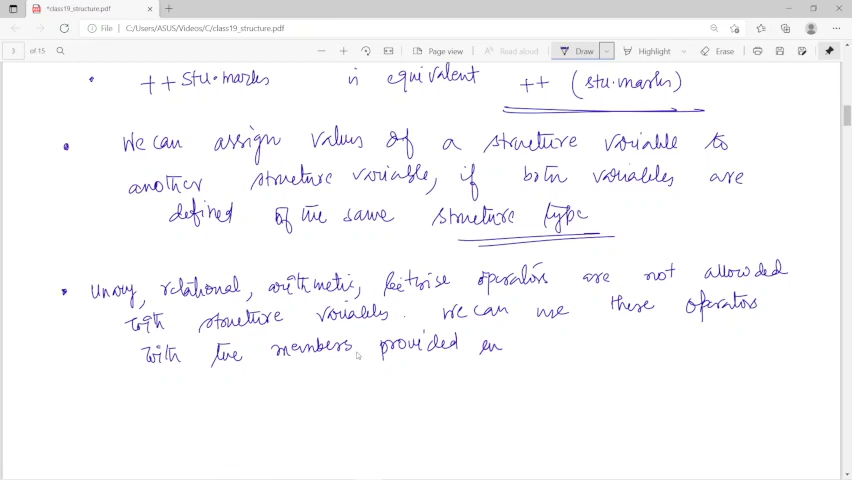 *class19_structure.pdf
File
C:/Users/ASUS/Videos/C/class19_structure.pdf
3 of 15
Page view
Read aloud
Draw
Highlight
Erase
• ++ stu.marks is equivalent ++ (stu.marks)
• We can assign values of a structure variable to
another structure variable, if both variables are
defined of the same structure type
• Unary, relational, arithmetic, bitwise operators are not allowded
with structure variables. We can use these operators
with the members provided en